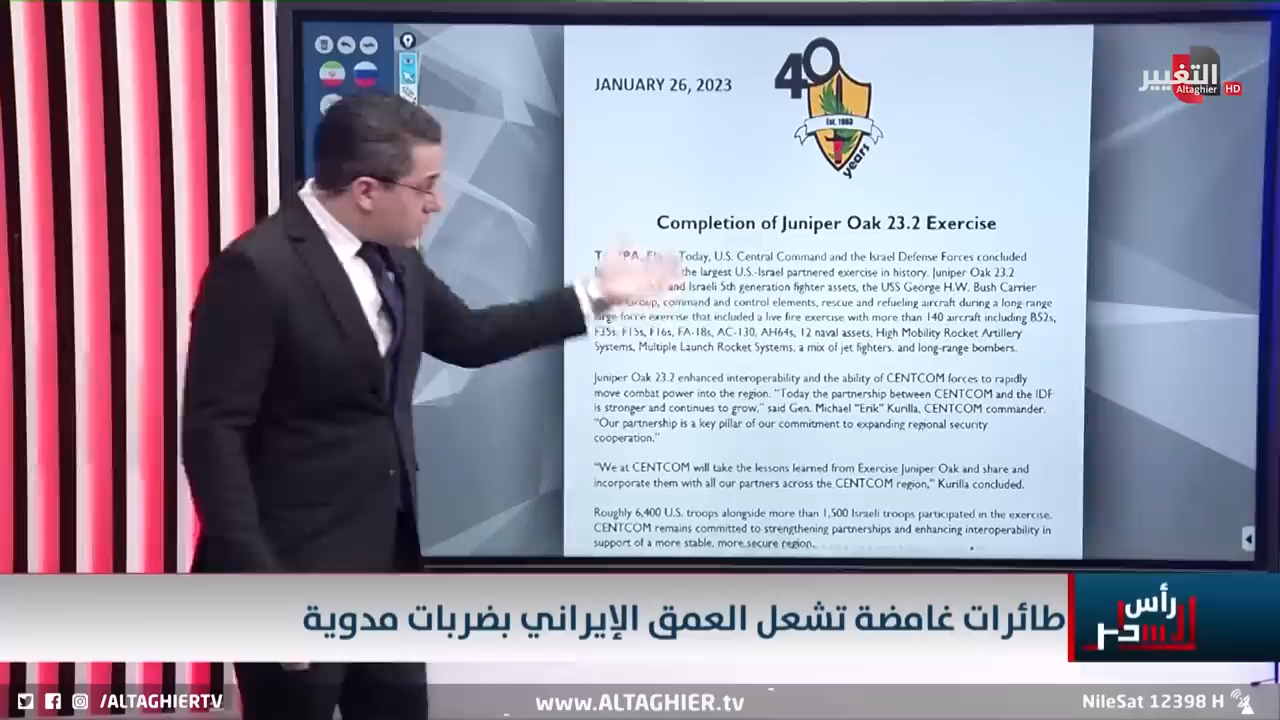 التغيير
Altaghier HD
JANUARY 26, 2023
40
Est. 1983
years
Completion of Juniper Oak 23.2 Exercise
Today, U.S. Central Command and the Israel Defense Forces concluded
the largest U.S.-Israel partnered exercise in history. Juniper Oak 23.2
and Israeli 5th generation fighter assets, the USS George H.W. Bush Carrier
Group, command and control elements, rescue and refueling aircraft during a long-range
large force exercise that included a live fire exercise with more than 140 aircraft including B52s,
F35s, F15s, F16s, FA-18s, AC-130, AH64s, 12 naval assets, High Mobility Rocket Artillery
Systems, Multiple Launch Rocket Systems, a mix of jet fighters, and long-range bombers.
Juniper Oak 23.2 enhanced interoperability and the ability of CENTCOM forces to rapidly
move combat power into the region. "Today the partnership between CENTCOM and the IDF
is stronger and continues to grow," said Gen. Michael "Erik" Kurilla, CENTCOM commander.
"Our partnership is a key pillar of our commitment to expanding regional security
cooperation."
"We at CENTCOM will take the lessons learned from Exercise Juniper Oak and share and
incorporate them with all our partners across the CENTCOM region," Kurilla concluded.
Roughly 6,400 U.S. troops alongside more than 1,500 Israeli troops participated in the exercise.
CENTCOM remains committed to strengthening partnerships and enhancing interoperability in
support of a more stable, more secure region.
طائرات غامضة تشعل العمق الإيراني بضربات مدوية
رأس
السطر
/ALTAGHIERTV
www.ALTAGHIER.tv
NileSat 12398 H